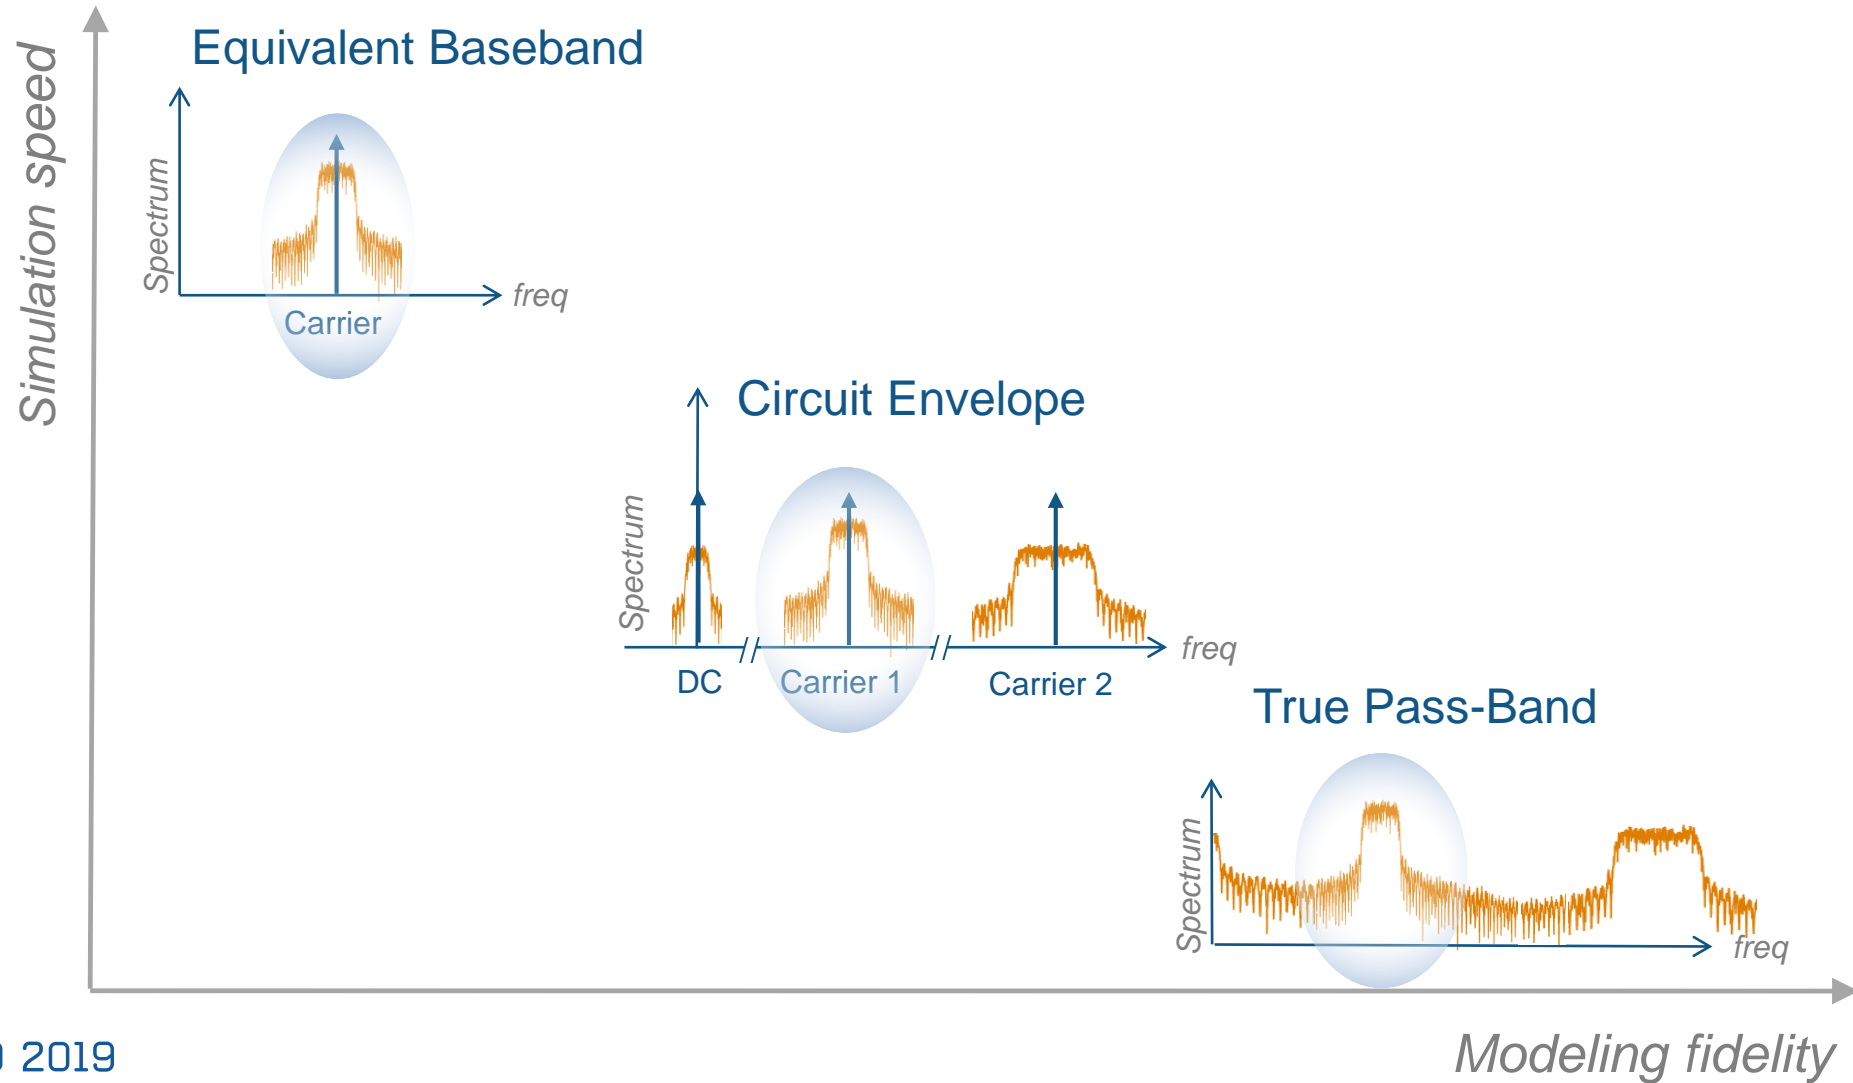 Simulation speed
Equivalent Baseband
Spectrum
freq
Carrier
Circuit Envelope
Spectrum
freq
DC
Carrier 1
Carrier 2
True Pass-Band
Spectrum
freq
2019
Modeling fidelity